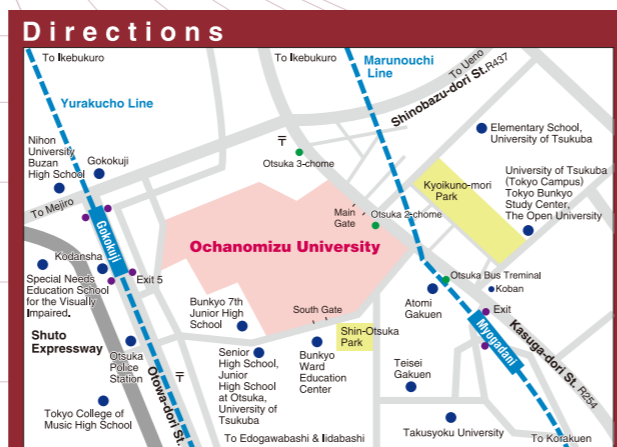 Directions
To Ikebukuro
To Ikebukuro
Marunouchi
Line
To Ueno
Shinobazu-dori St.R437
Yurakucho Line
Nihon
University
Buzan
High School
Gokokuji
〒
Otsuka 3-chome
Elementary School,
University of Tsukuba
Kyoikuno-mori
Park
University of Tsukuba
(Tokyo Campus)
Tokyo Bunkyo
Study Center,
The Open University
To Mejiro
Gokokuji
Main
Gate
Otsuka 2-chome
Ochanomizu University
Kodansha
Exit 5
Special Needs
Education School
for the Visually
Impaired.
Otsuka Bus Treminal
Koban
Atomi
Gakuen
Exit
Myogadani
Kasuga-dori St. R254
Bunkyo 7th
Junior High
School
South Gate
Shin-Otsuka
Park
Shuto
Expressway
Otsuka
Police
Station
Otowa-dori St.
〒
Senior
High School,
Junior
High School
at Otsuka,
University of
Tsukuba
Bunkyo
Ward
Education
Center
Teisei
Gakuen
Tokyo College of
Music High School
Takusyoku University
To Edogawabashi & Iidabashi
To Korakuen